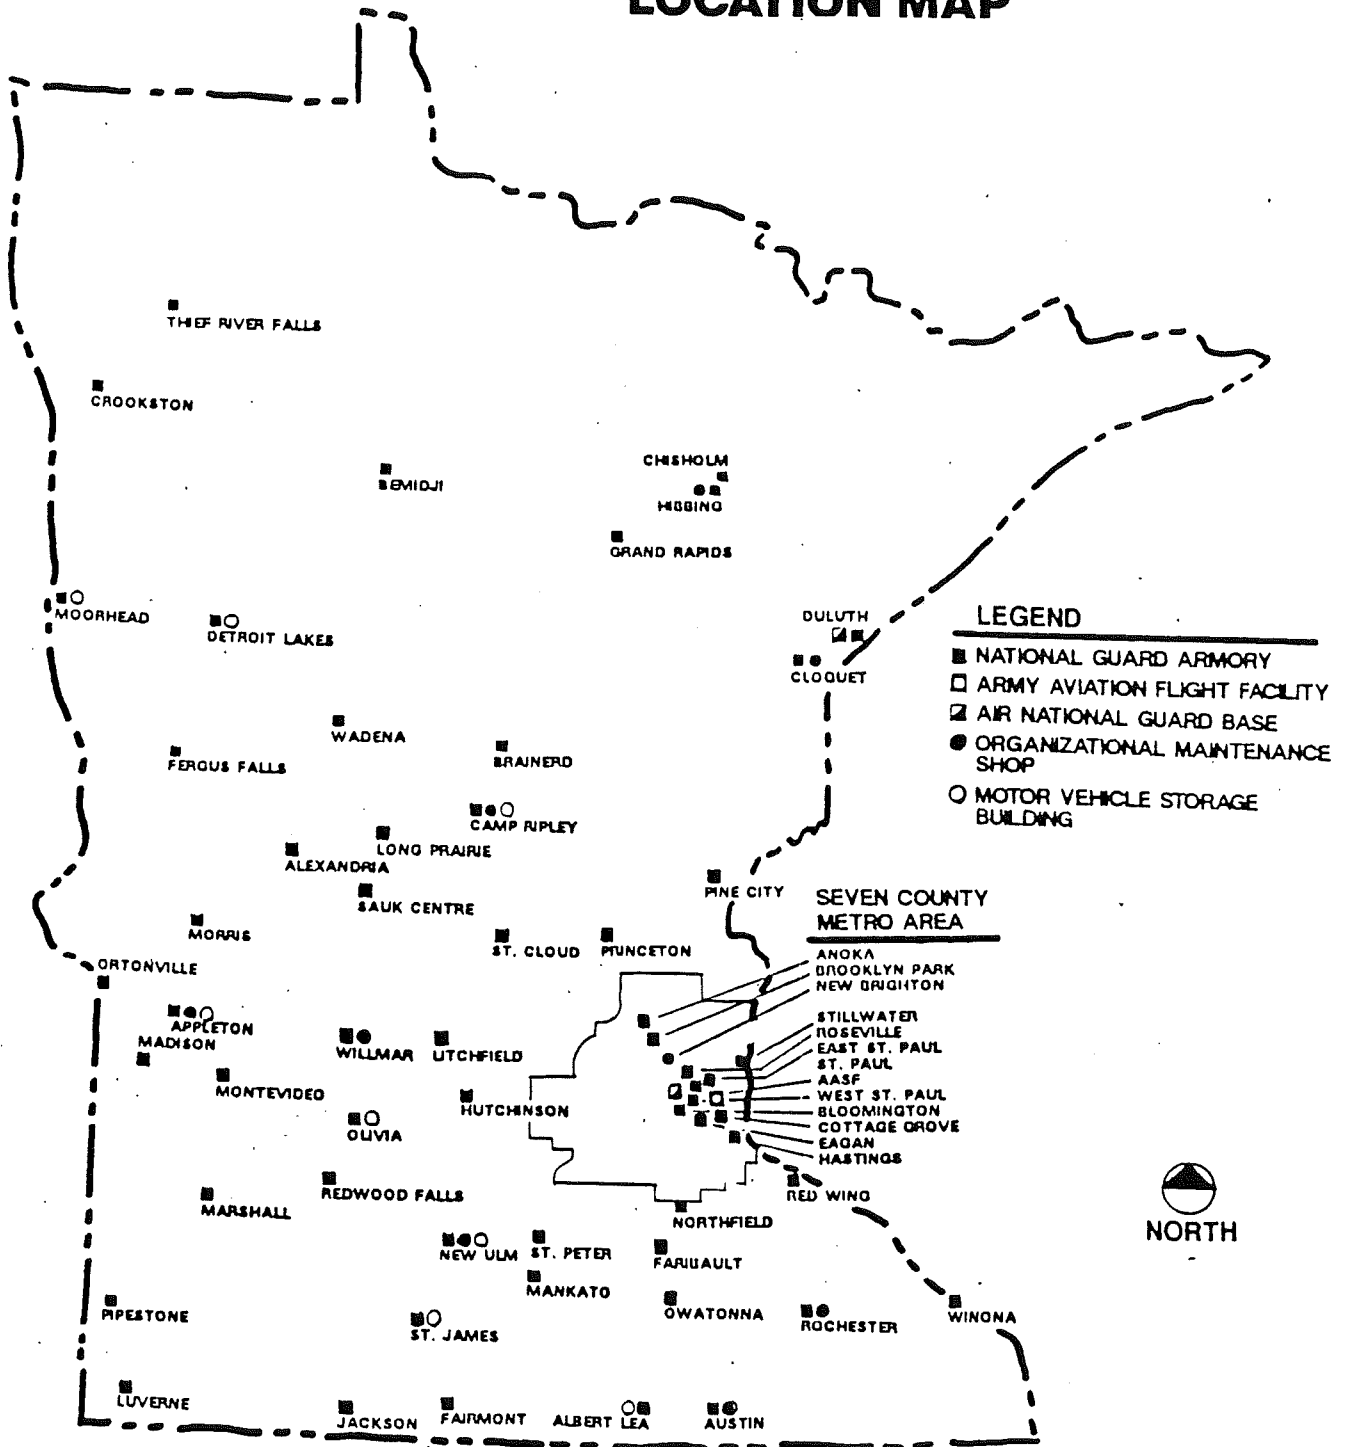 LOCATION MAP
THIEF RIVER FALLS
CROOKSTON
BEMIDJI
CHISHOLM
HIBBING
GRAND RAPIDS
MOORHEAD
DETROIT LAKES
DULUTH
CLOQUET
LEGEND
NATIONAL GUARD ARMORY
ARMY AVIATION FLIGHT FACILITY
AIR NATIONAL GUARD BASE
ORGANIZATIONAL MAINTENANCE
SHOP
MOTOR VEHICLE STORAGE
BUILDING
WADENA
FERGUS FALLS
BRAINERD
CAMP RIPLEY
LONG PRAIRIE
ALEXANDRIA
SAUK CENTRE
PINE CITY
MORRIS
ST. CLOUD
PRINCETON
SEVEN COUNTY
METRO AREA
ANOKA
BROOKLYN PARK
NEW BRIGHTON
STILLWATER
ROSEVILLE
EAST ST. PAUL
ST. PAUL
AASF
WEST ST. PAUL
BLOOMINGTON
COTTAGE GROVE
EAGAN
HASTINGS
ORTONVILLE
APPLETON
MADISON
WILLMAR
LITCHFIELD
MONTEVIDEO
HUTCHINSON
OLIVIA
REDWOOD FALLS
MARSHALL
RED WING
NORTHFIELD
NEW ULM
ST. PETER
FARIBAULT
MANKATO
NORTH
PIPESTONE
ST. JAMES
OWATONNA
ROCHESTER
WINONA
LUVERNE
JACKSON
FAIRMONT
ALBERT LEA
AUSTIN